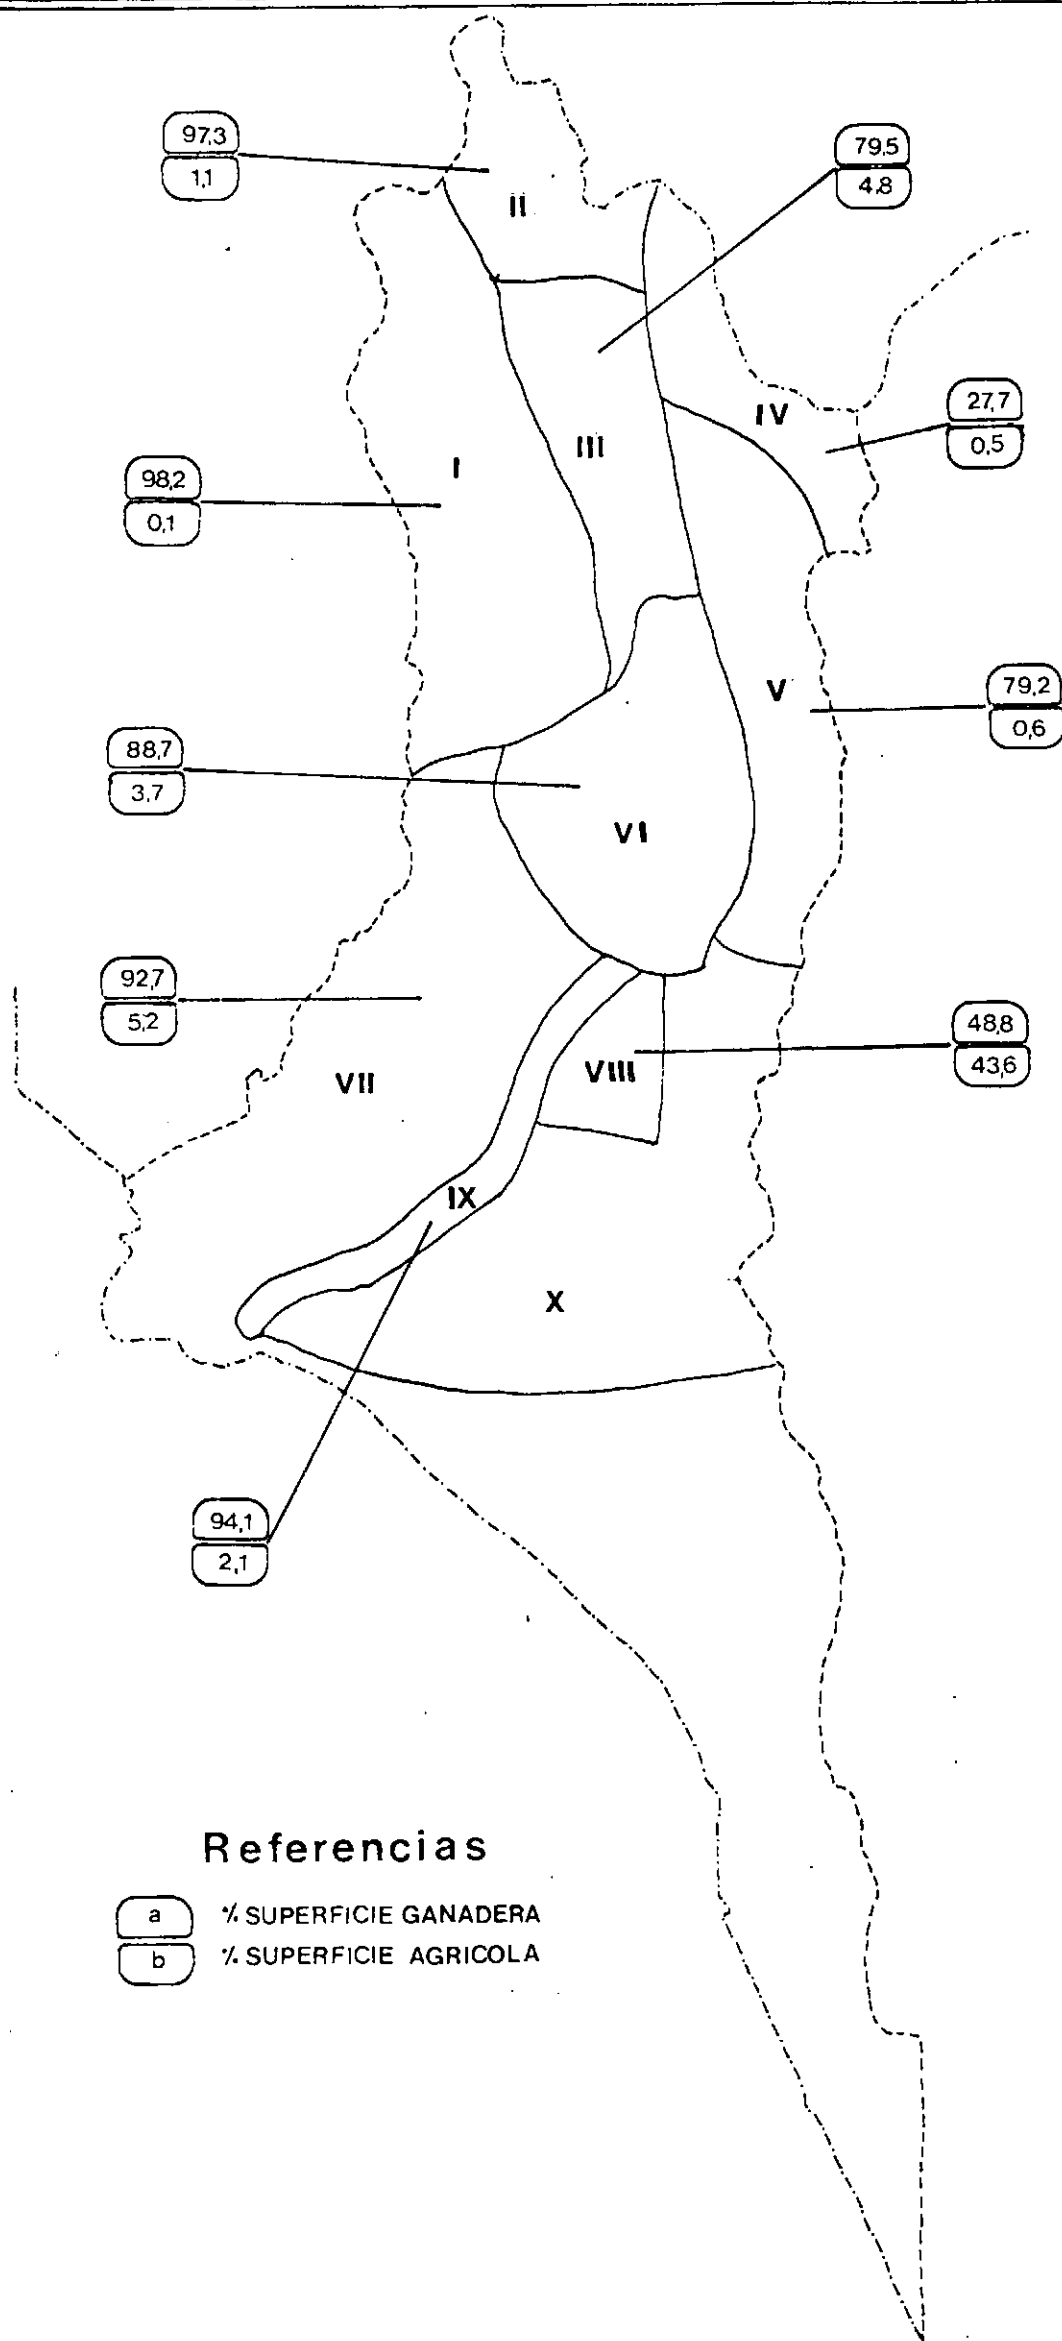 97,3
1,1
79,5
4,8
II
27,7
0,5
IV
III
I
98,2
0,1
79,2
0,6
V
88,7
3,7
VI
92,7
5,2
48,8
43,6
VII
VIII
IX
X
94,1
2,1
Referencias
a % SUPERFICIE GANADERA
b % SUPERFICIE AGRICOLA